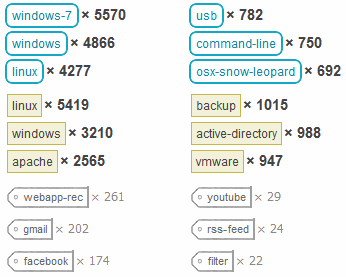 windows-7 × 5570 usb × 782
windows × 4866 command-line × 750
linux × 4277 osx-snow-leopard × 692
linux × 5419 backup × 1015
windows × 3210 active-directory × 988
apache × 2565 vmware × 947
webapp-rec × 261 youtube × 29
gmail × 202 rss-feed × 24
facebook × 174 filter × 22